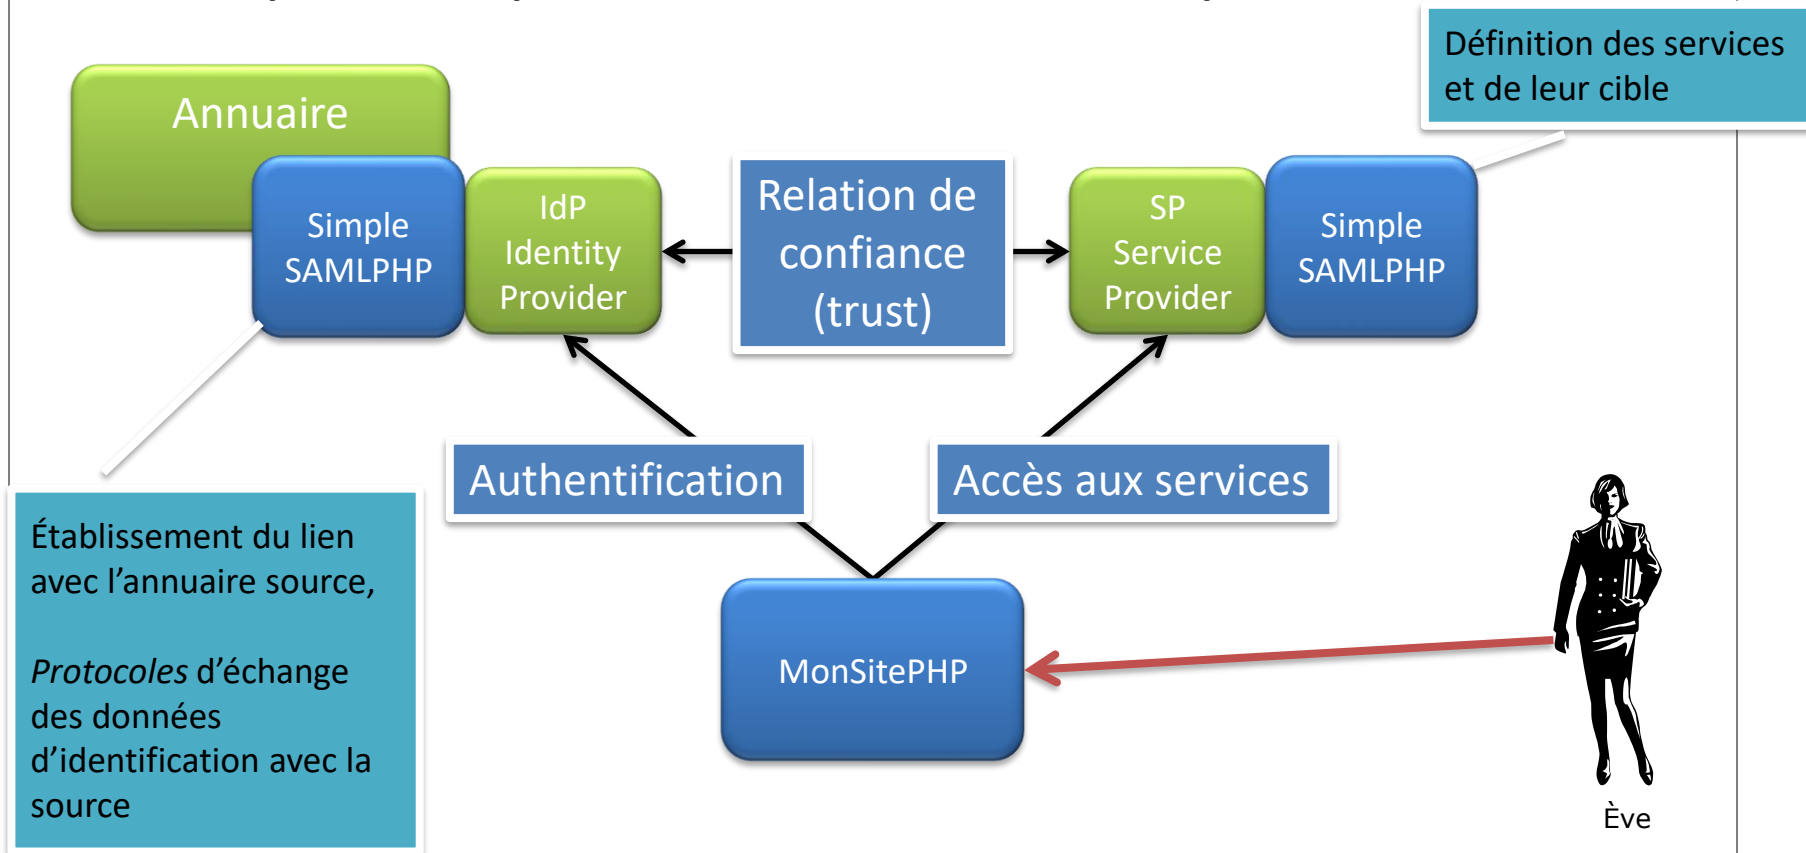 Définition des services
et de leur cible
Annuaire
Simple
SAMLPHP
IdP
Identity
Provider
Relation de
confiance
(trust)
SP
Service
Provider
Simple
SAMLPHP
Authentification
Accès aux services
Établissement du lien
avec l’annuaire source,
Protocoles d’échange
des données
d’identification avec la
source
MonSitePHP
Ève